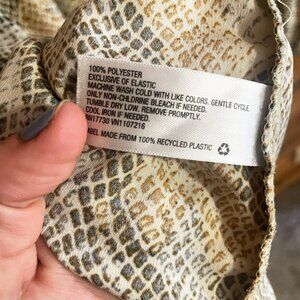 100% POLYESTER
EXCLUSIVE OF ELASTIC
MACHINE WASH COLD WITH LIKE COLORS. GENTLE CYCLE.
ONLY NON-CHLORINE BLEACH IF NEEDED.
TUMBLE DRY LOW. REMOVE PROMPTLY.
COOL IRON IF NEEDED.
RN17730 VN1107216
ABEL MADE FROM 100% RECYCLED PLASTIC